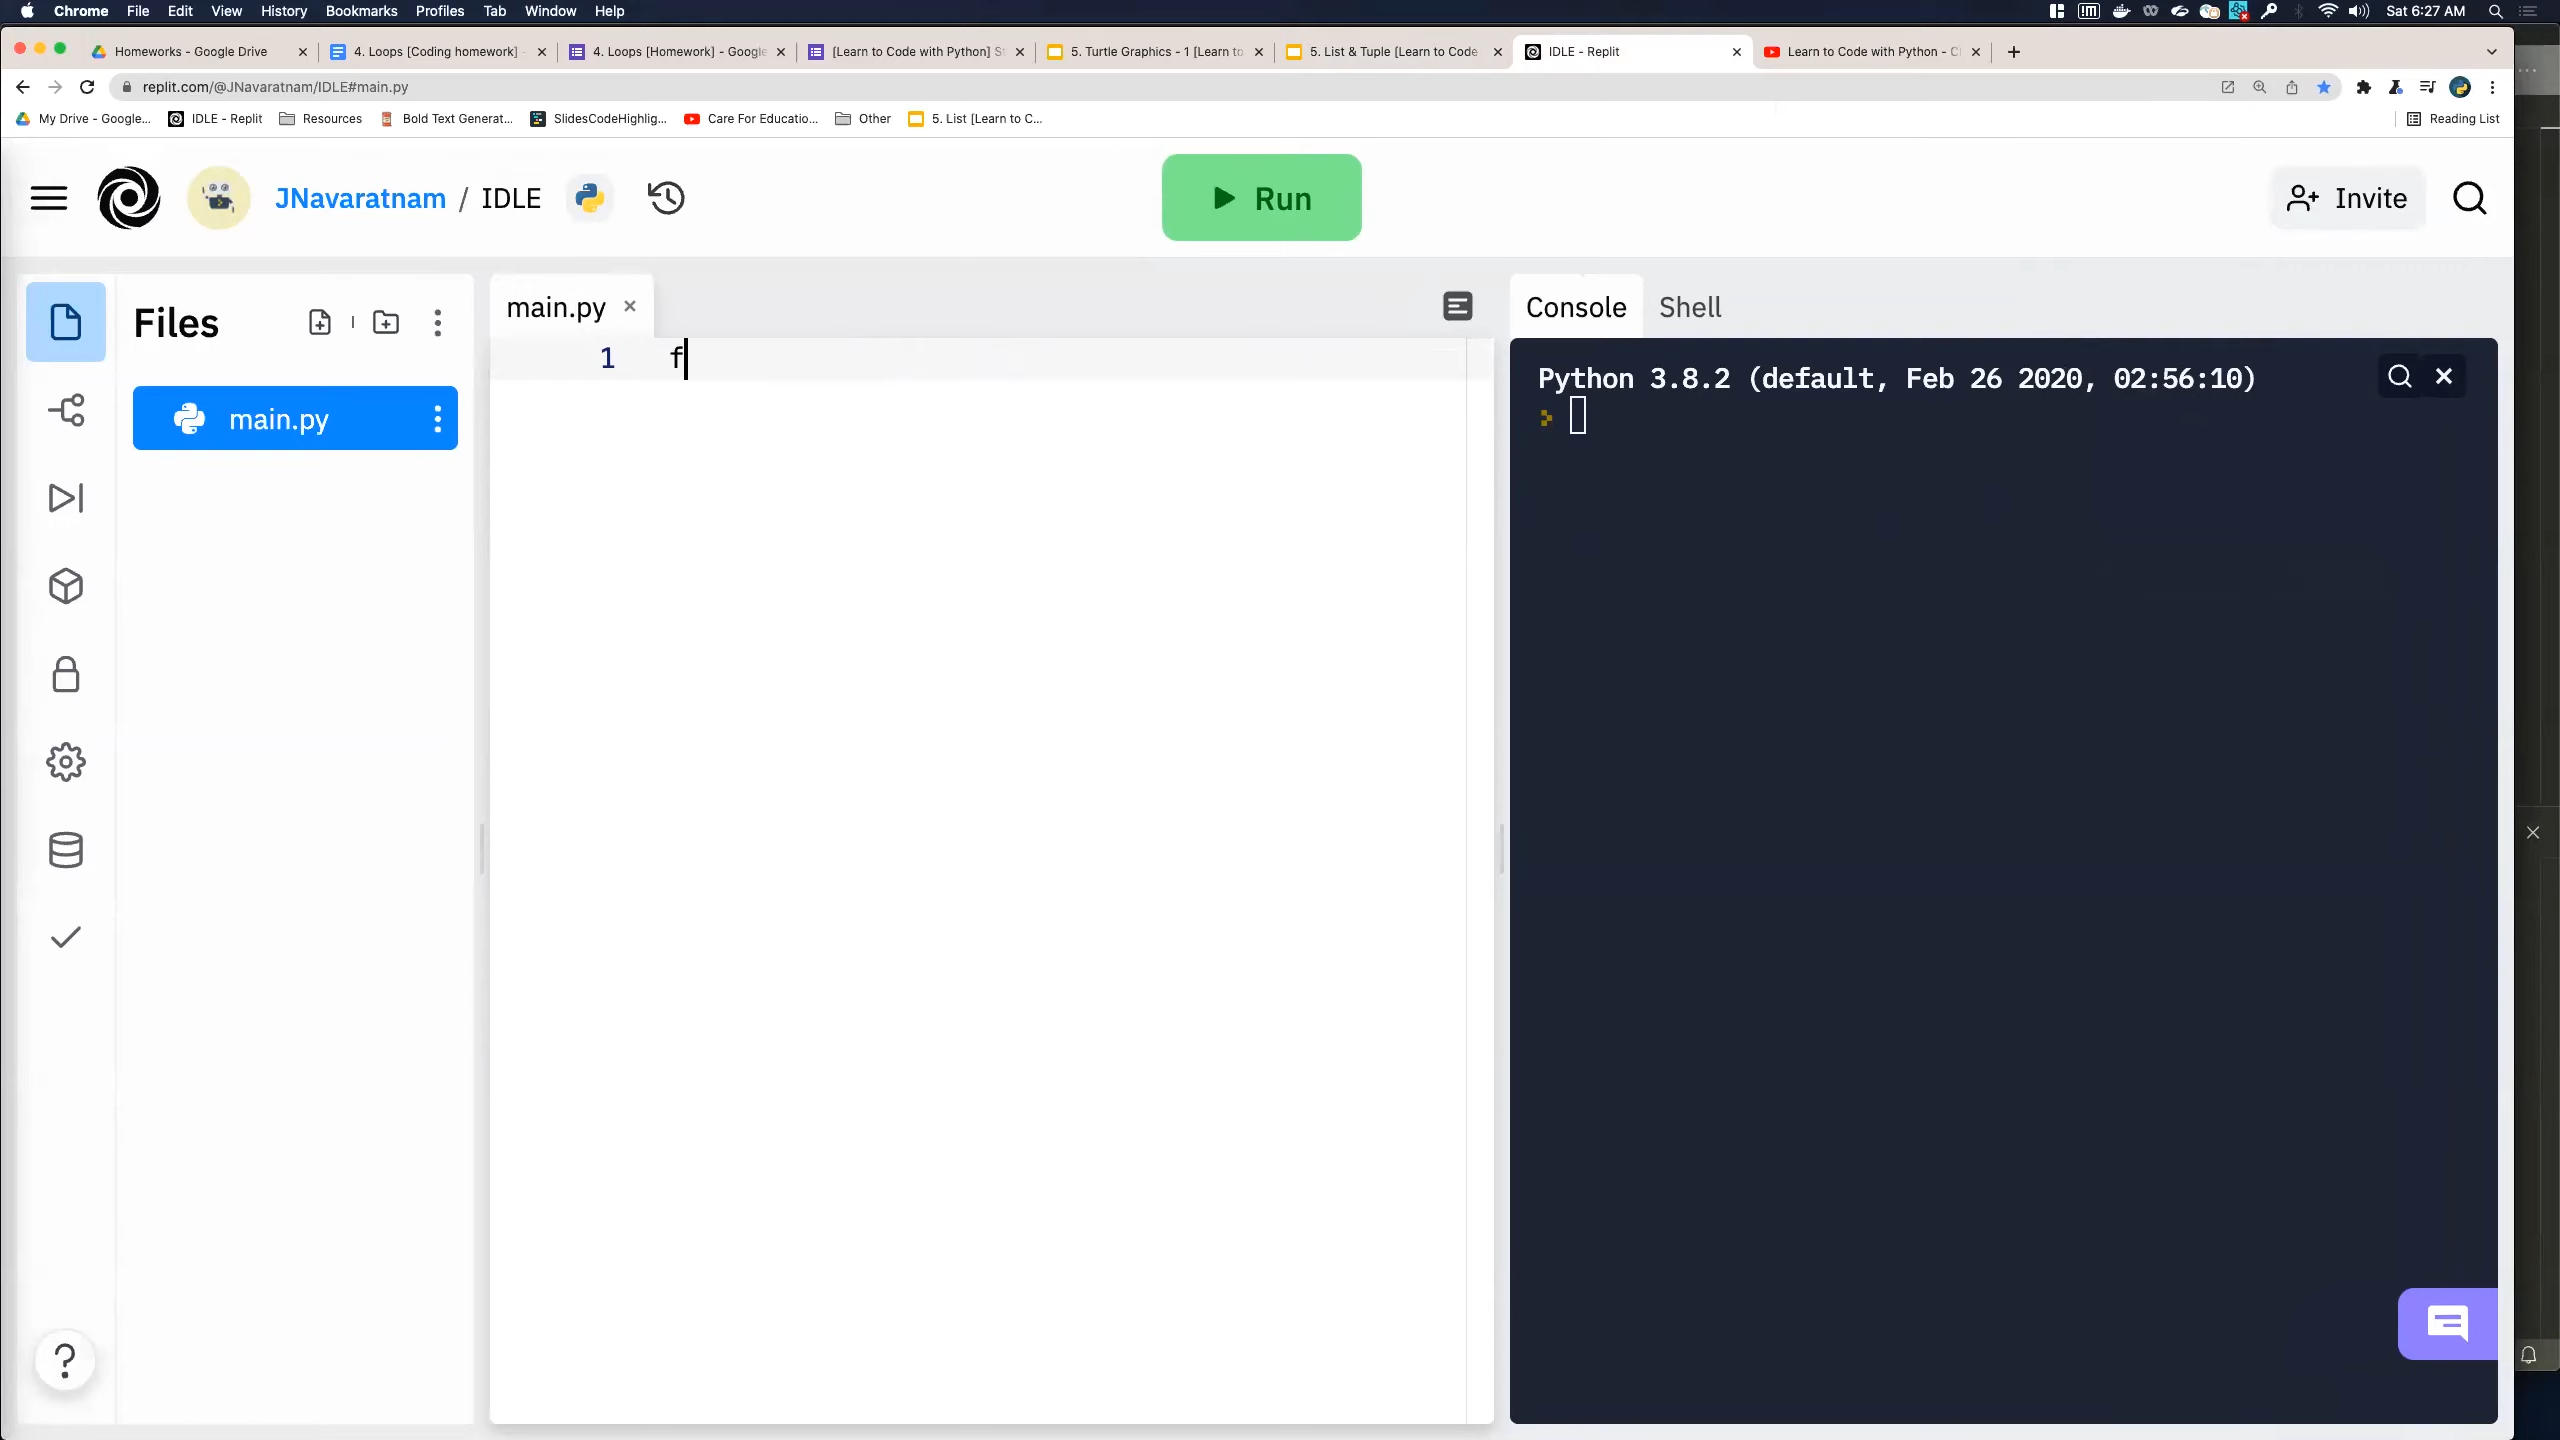 Chrome File Edit View History Bookmarks Profiles Tab Window Help Sat 6:27 AM
Homeworks - Google Drive
4. Loops [Coding homework] -
4. Loops [Homework] - Google
[Learn to Code with Python] St
5. Turtle Graphics - 1 [Learn to
5. List & Tuple [Learn to Code
IDLE - Replit
Learn to Code with Python - Cl
replit.com/@JNavaratnam/IDLE#main.py
My Drive - Google... IDLE - Replit Resources Bold Text Generat... SlidesCodeHighlig... Care For Educatio... Other 5. List [Learn to C... Reading List
JNavaratnam / IDLE
Run
Invite
Files
main.py
main.py
1 f
Console Shell
Python 3.8.2 (default, Feb 26 2020, 02:56:10)